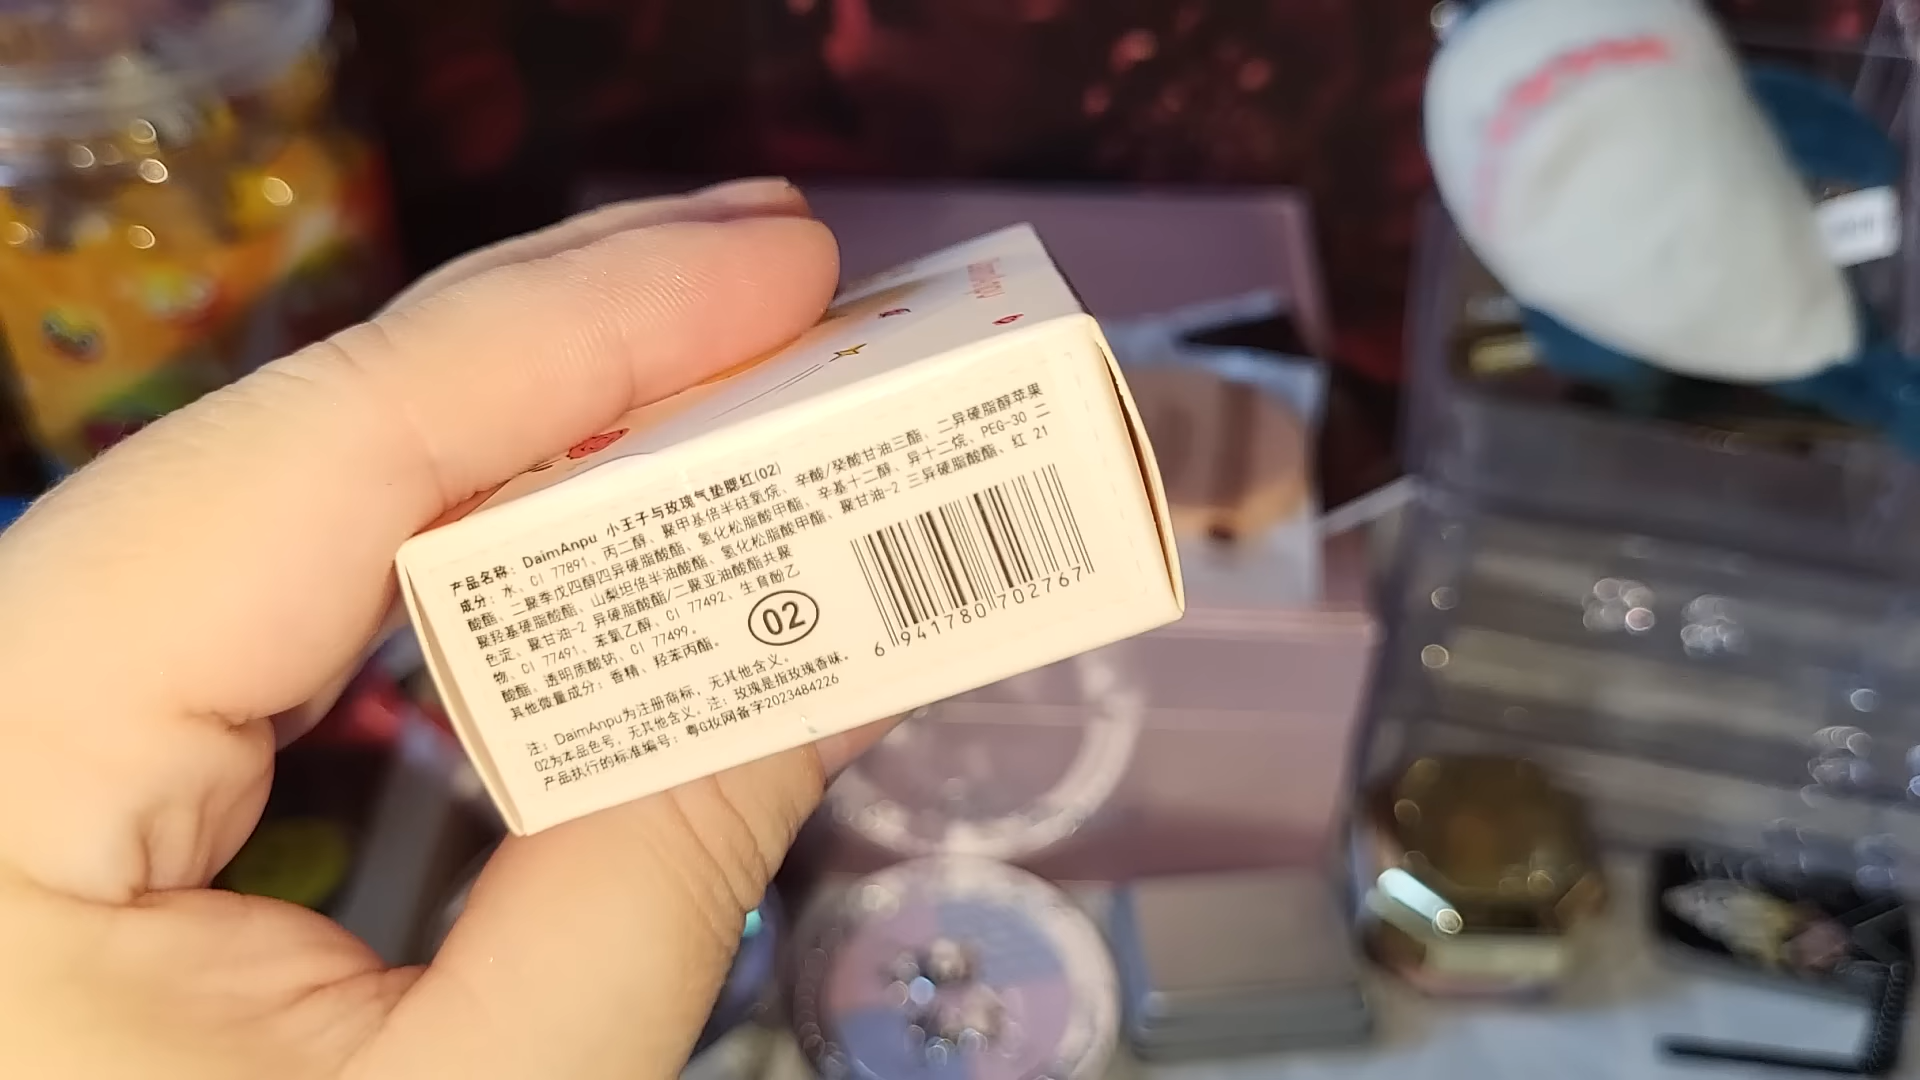 产品名称：DaimAnpu 小王子与玫瑰气垫腮红(02)
成分：水、CI 77891、丙二醇、聚甲基倍半硅氧烷、辛酸/癸酸甘油三酯、二异硬脂醇苹果
酸酯、二聚季戊四醇四异硬脂酸酯、氢化松脂酸甲酯、辛基十二醇、异十二烷、PEG-30 二
聚羟基硬脂酸酯、山梨坦倍半油酸酯、氢化松脂酸甲酯、聚甘油-2 三异硬脂酸酯、红 21
色淀、聚甘油-2 异硬脂酸酯/二聚亚油酸酯共聚
物、CI 77491、苯氧乙醇、CI 77492、生育酚乙
酸酯、透明质酸钠、CI 77499。
其他微量成分：香精、羟苯丙酯。
02
6 941780 702767
注：DaimAnpu为注册商标，无其他含义。
02为本品色号，无其他含义。注：玫瑰是指玫瑰香味。
产品执行的标准编号：粤G妆网备字2023484226